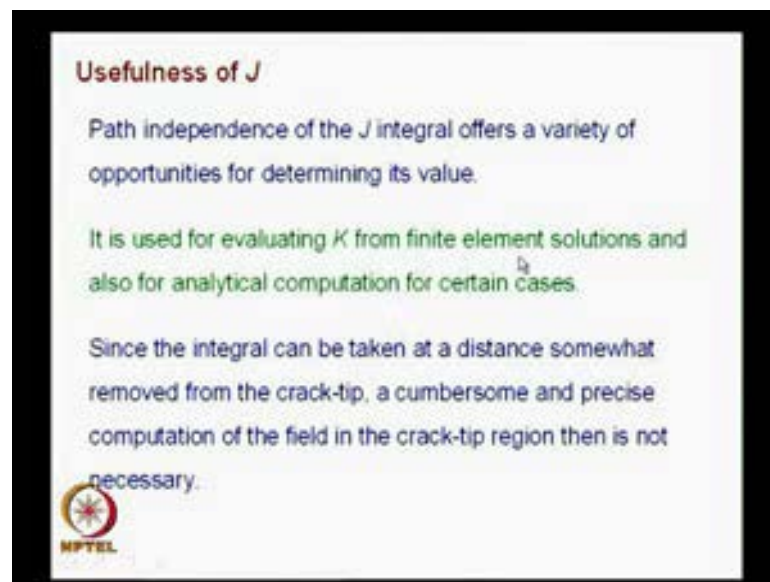 Usefulness of J
Path independence of the J integral offers a variety of
opportunities for determining its value.
It is used for evaluating K from finite element solutions and
also for analytical computation for certain cases.
Since the integral can be taken at a distance somewhat
removed from the crack-tip, a cumbersome and precise
computation of the field in the crack-tip region then is not
necessary.
NPTEL